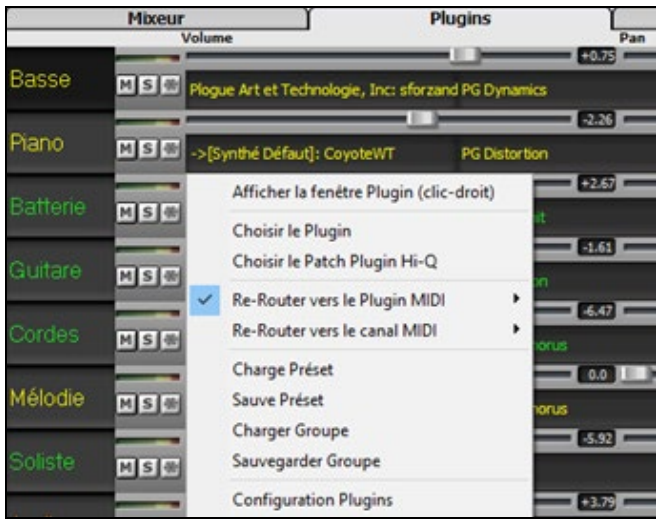 Mixeur Plugins
Volume Pan
+0.75
Basse M S Plogue Art et Technologie, Inc: sforzand PG Dynamics
-2.26
Piano M S ->[Synthé Défaut]: CoyoteWT PG Distortion
+2.67
Batterie M S
Afficher la fenêtre Plugin (clic-droit)
Choisir le Plugin
-1.61
Guitare M S
Choisir le Patch Plugin Hi-Q
Re-Router vers le Plugin MIDI
-6.47
Cordes M S
Re-Router vers le canal MIDI
orus
Charge Préset
0.0
Mélodie M S
Sauve Préset
horus
Charger Groupe
-5.92
Soliste M S
Sauvegarder Groupe
Configuration Plugins
+3.79